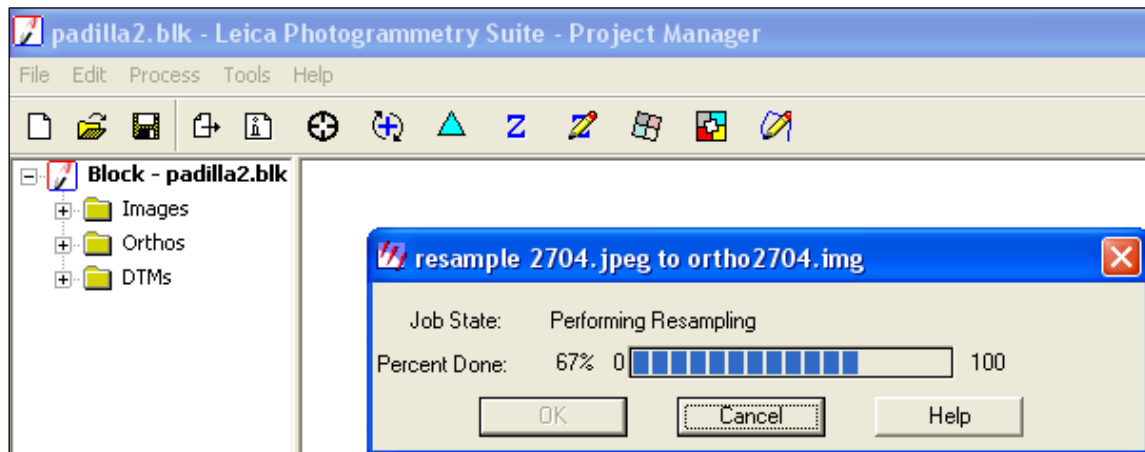 padilla2.blk - Leica Photogrammetry Suite - Project Manager
File Edit Process Tools Help
Z Z
Block - padilla2.blk
Images
Orthos
DTMs
resample 2704.jpeg to ortho2704.img
Job State: Performing Resampling
Percent Done: 67% 0 100
OK Cancel Help